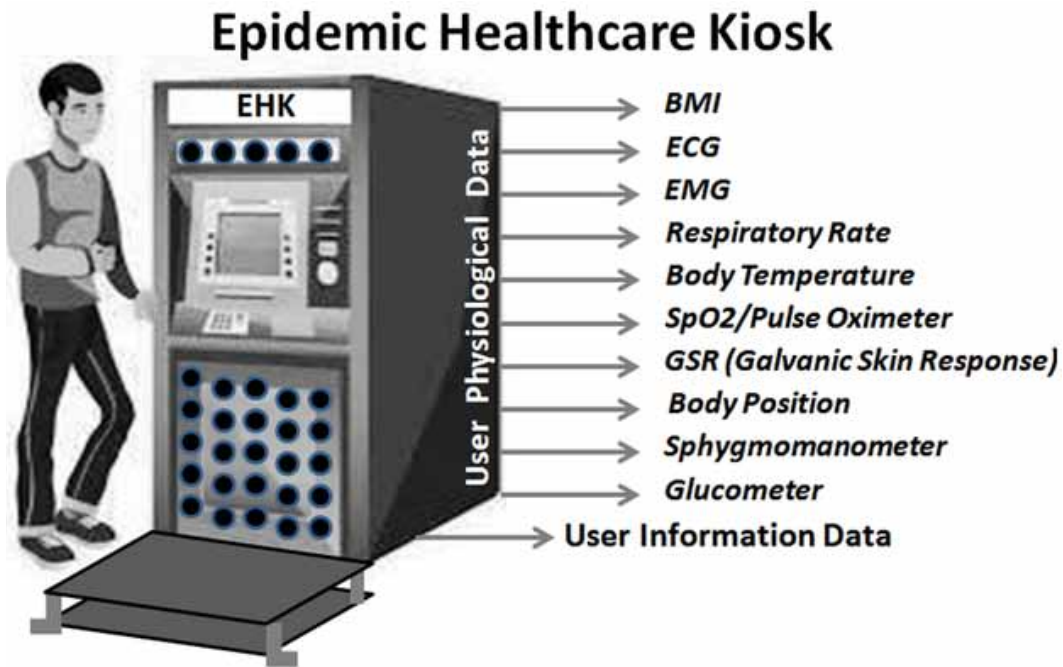 Epidemic Healthcare Kiosk
EHK
User Physiological Data
BMI
ECG
EMG
Respiratory Rate
Body Temperature
SpO2/Pulse Oximeter
GSR (Galvanic Skin Response)
Body Position
Sphygmomanometer
Glucometer
User Information Data